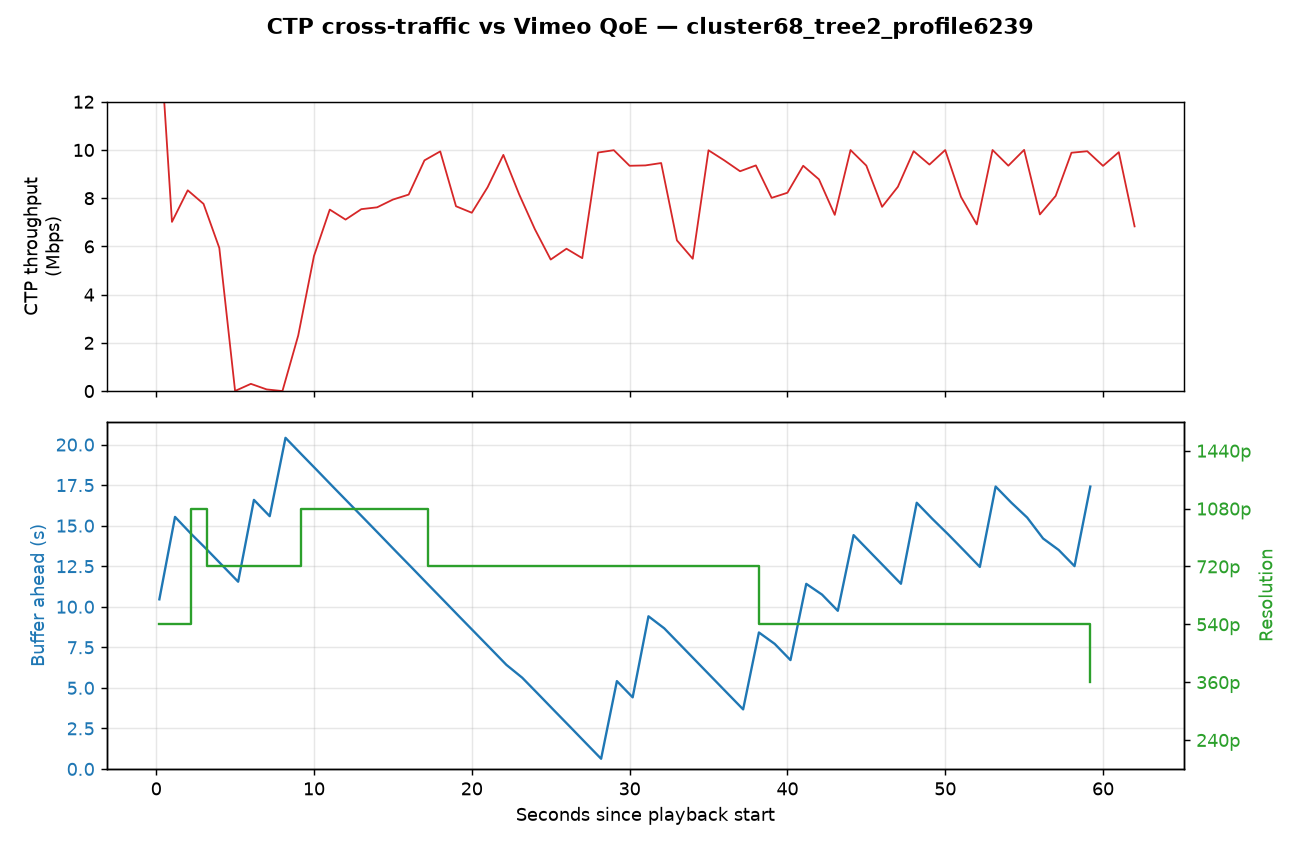 CTP cross-traffic vs Vimeo QoE — cluster68_tree2_profile6239
CTP throughput
(Mbps)
12
10
8
6
4
2
0
Buffer ahead (s)
20.0
17.5
15.0
12.5
10.0
7.5
5.0
2.5
0.0
1440p
1080p
720p
540p
360p
240p
Resolution
0 10 20 30 40 50 60
Seconds since playback start